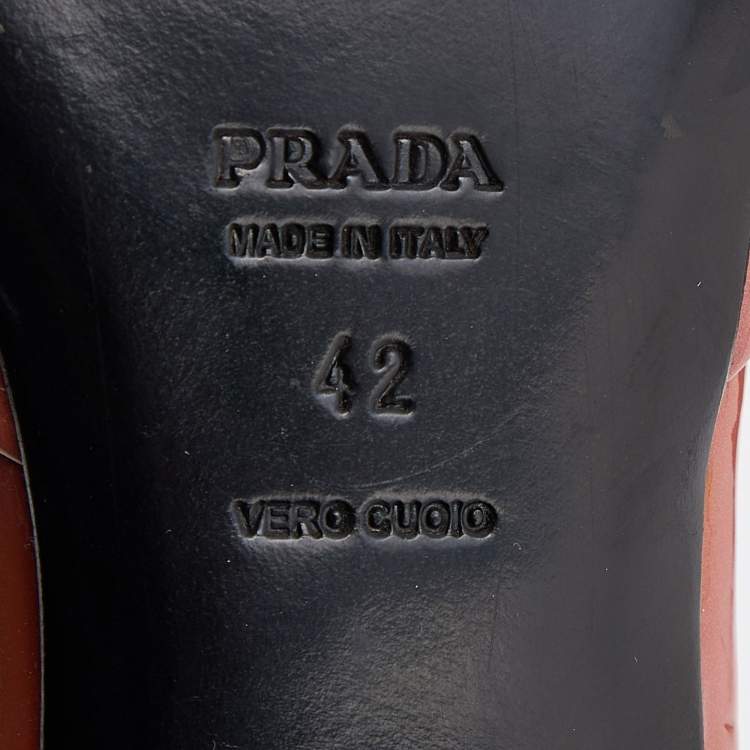 PRADA
MADE IN ITALY
42
VERO CUOIO